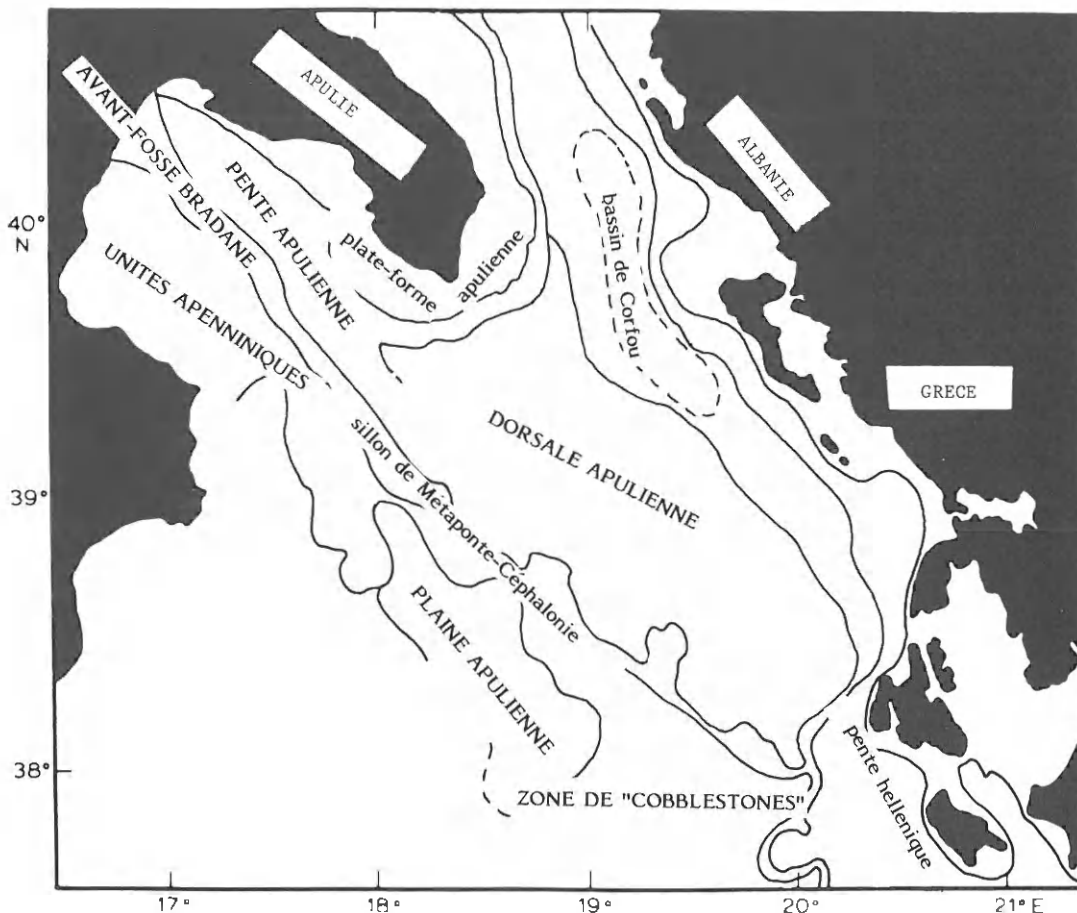 APULIE
ALBANIE
GRECE
AVANT-FOSSE BRADANE
PENTE APULIENNE
plate-forme apulienne
UNITES APENNINIQUES
bassin de Corfou
DORSALE APULIENNE
sillon de Métaponte-Céphalonie
PLAINE APULIENNE
ZONE DE "COBBLESTONES"
pente hellenique
40°
N
39°
38°
17° 18° 19° 20° 21° E